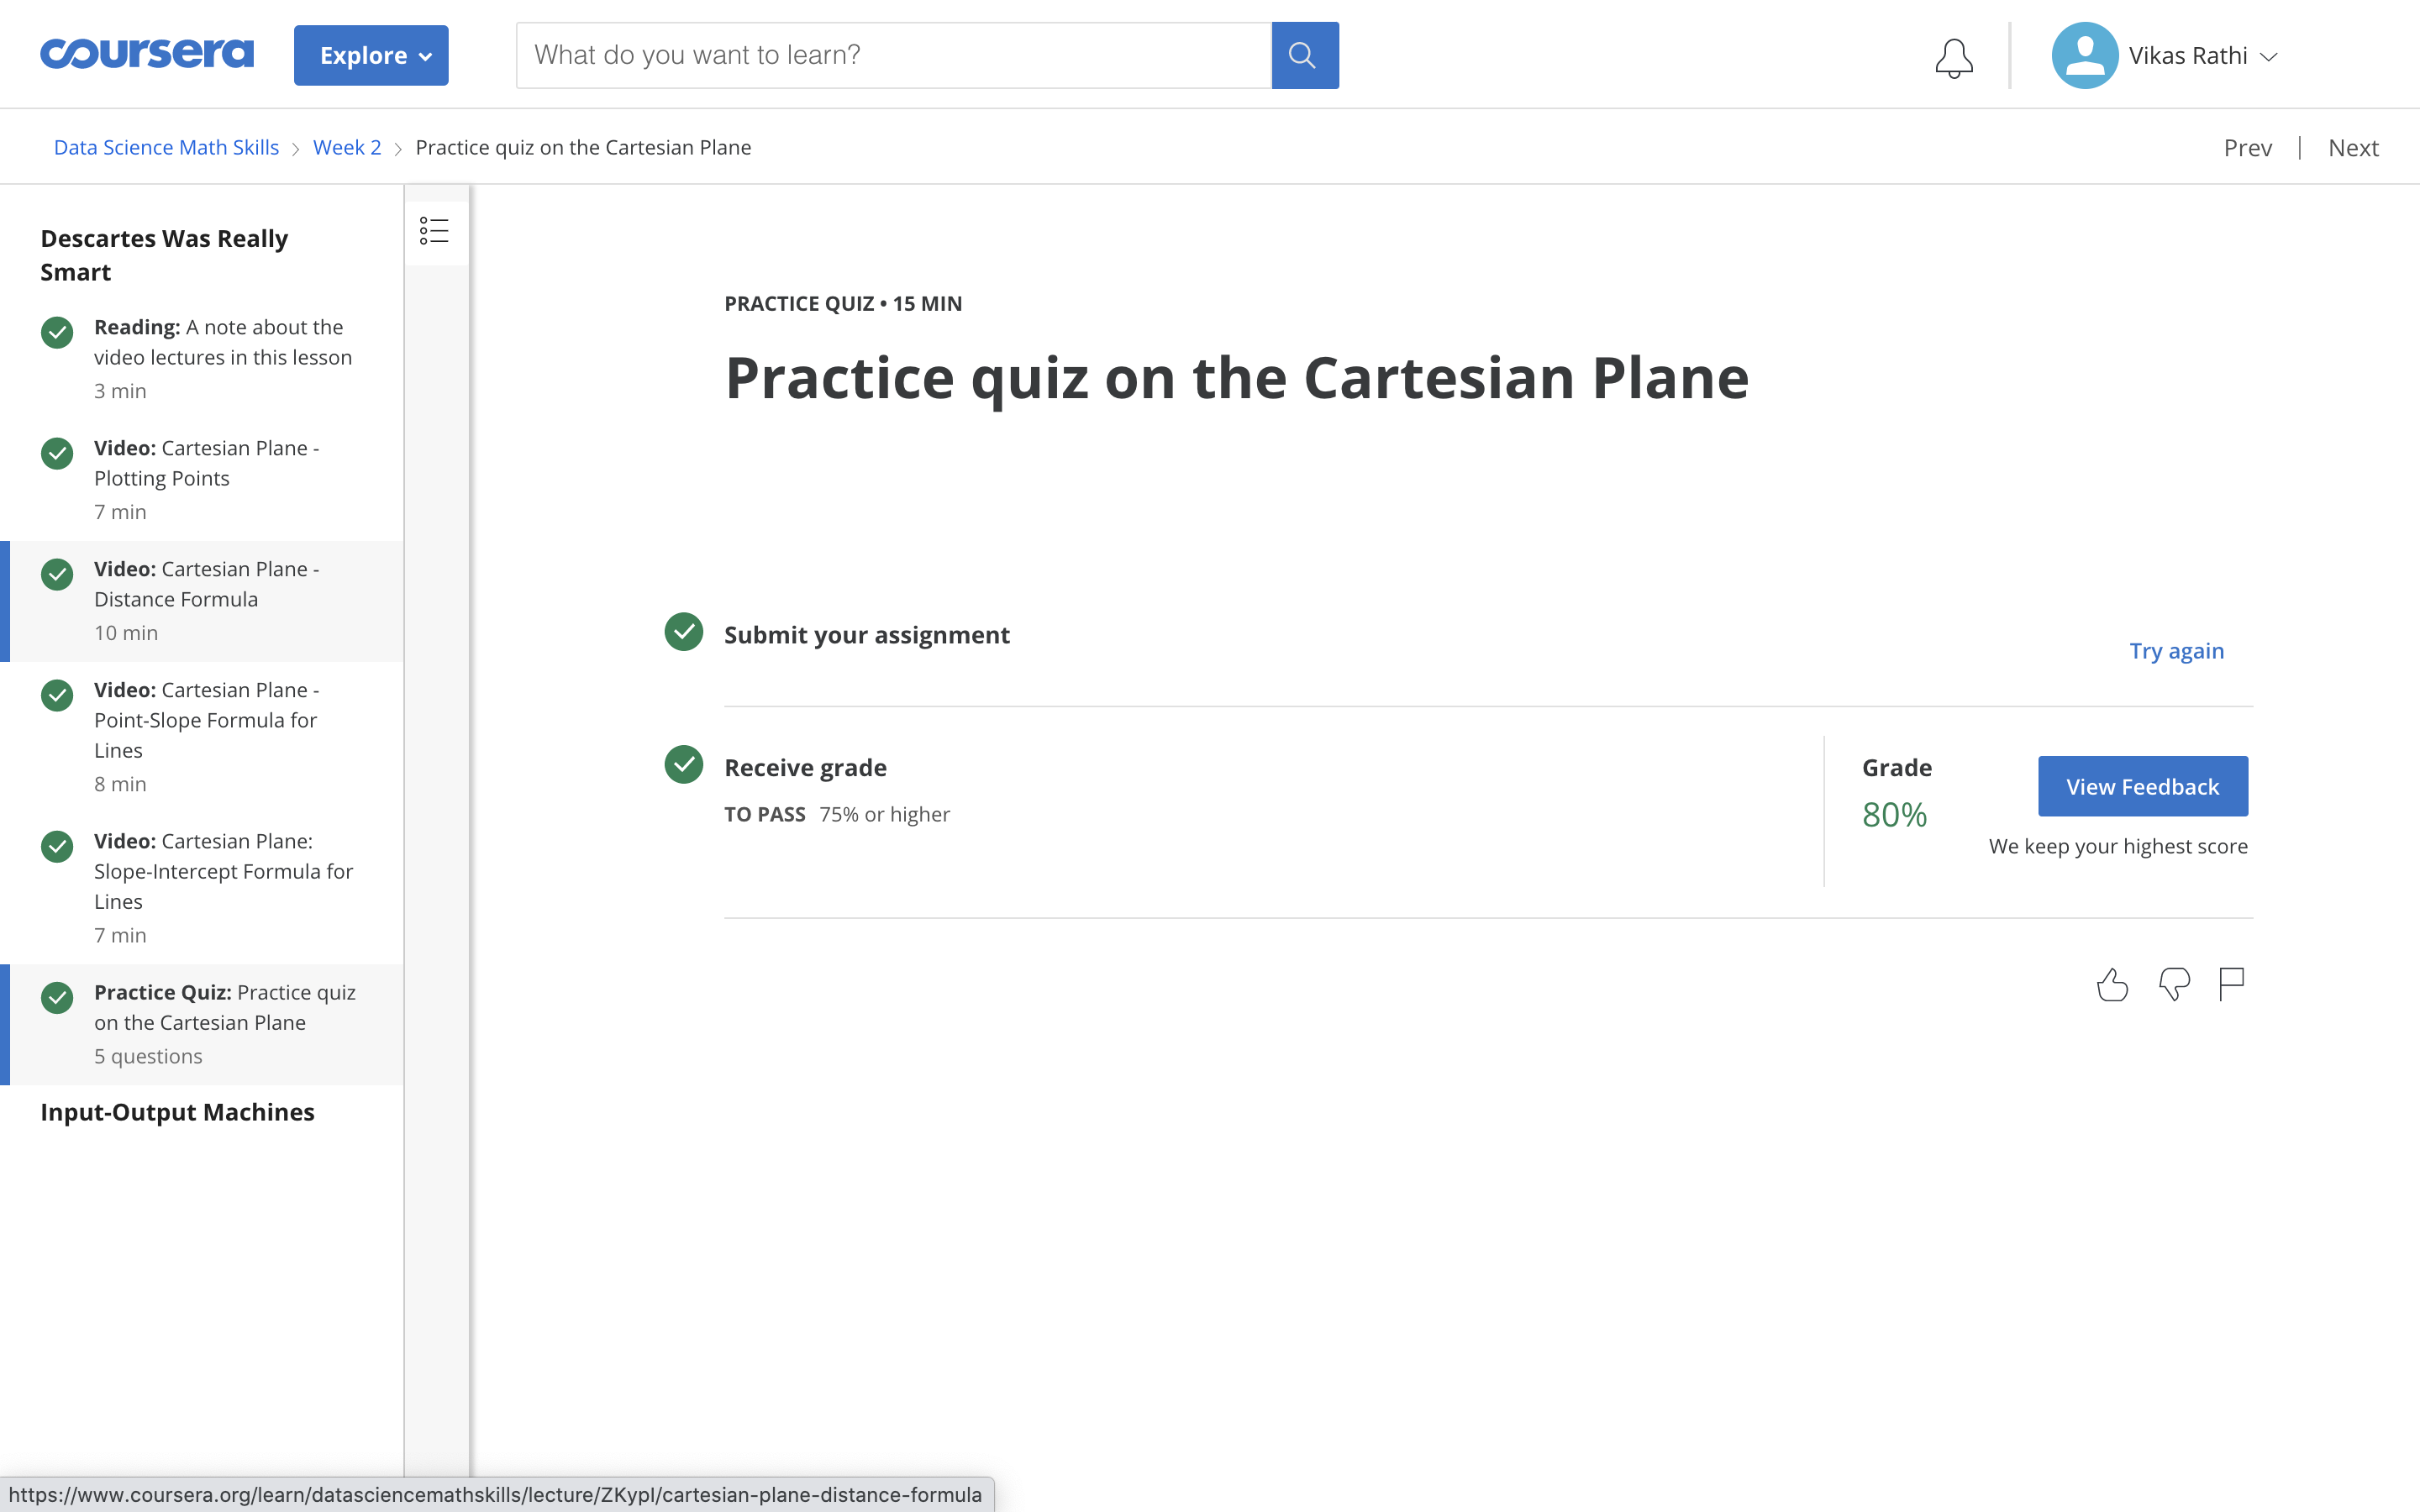 coursera
Explore
What do you want to learn?
Vikas Rathi
Data Science Math Skills > Week 2 > Practice quiz on the Cartesian Plane
Prev | Next
Descartes Was Really
Smart
Reading: A note about the
video lectures in this lesson
3 min
Video: Cartesian Plane -
Plotting Points
7 min
Video: Cartesian Plane -
Distance Formula
10 min
Video: Cartesian Plane -
Point-Slope Formula for
Lines
8 min
Video: Cartesian Plane:
Slope-Intercept Formula for
Lines
7 min
Practice Quiz: Practice quiz
on the Cartesian Plane
5 questions
Input-Output Machines
PRACTICE QUIZ • 15 MIN
Practice quiz on the Cartesian Plane
Submit your assignment
Try again
Receive grade
TO PASS 75% or higher
Grade
80%
View Feedback
We keep your highest score
https://www.coursera.org/learn/datasciencemathskills/lecture/ZKypI/cartesian-plane-distance-formula